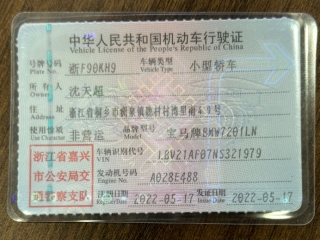 中华人民共和国机动车行驶证
Vehicle License of the People's Republic of China
号牌号码 浙F90KH9 车辆类型 小型轿车
Plate No. Vehicle Type
所有人 沈天超
Owner
住址 浙江省桐乡市
Address
使用性质 非营运 品牌型号 宝马牌BMW7201LN
Use Character Model
浙江省嘉兴 车辆识别代号 LBV21AF07NS321979
市公安局交 VIN
通警察支队 发动机号码 A028E488
Engine No.
注册日期 2022-05-17 发证日期 2022-05-17
Issue Date